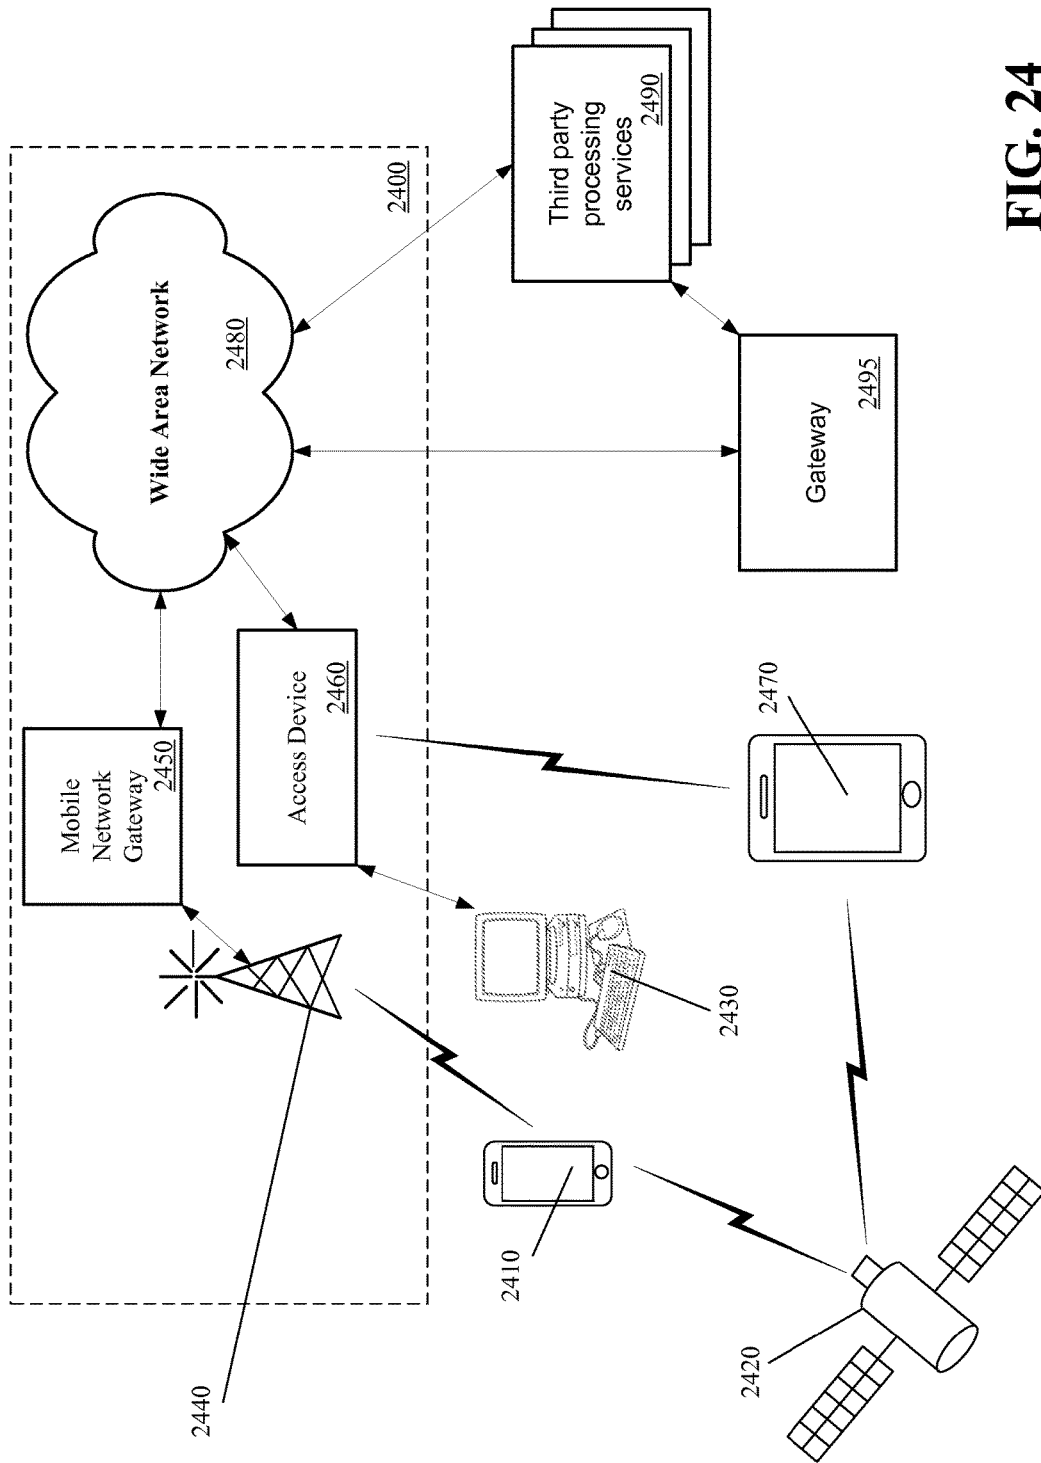 2440
Mobile
Network
Gateway
2450
Wide Area Network
2480
Access Device
2460
2400
2410
2430
Third party
processing
services
2490
2420
2470
Gateway
2495
FIG. 24